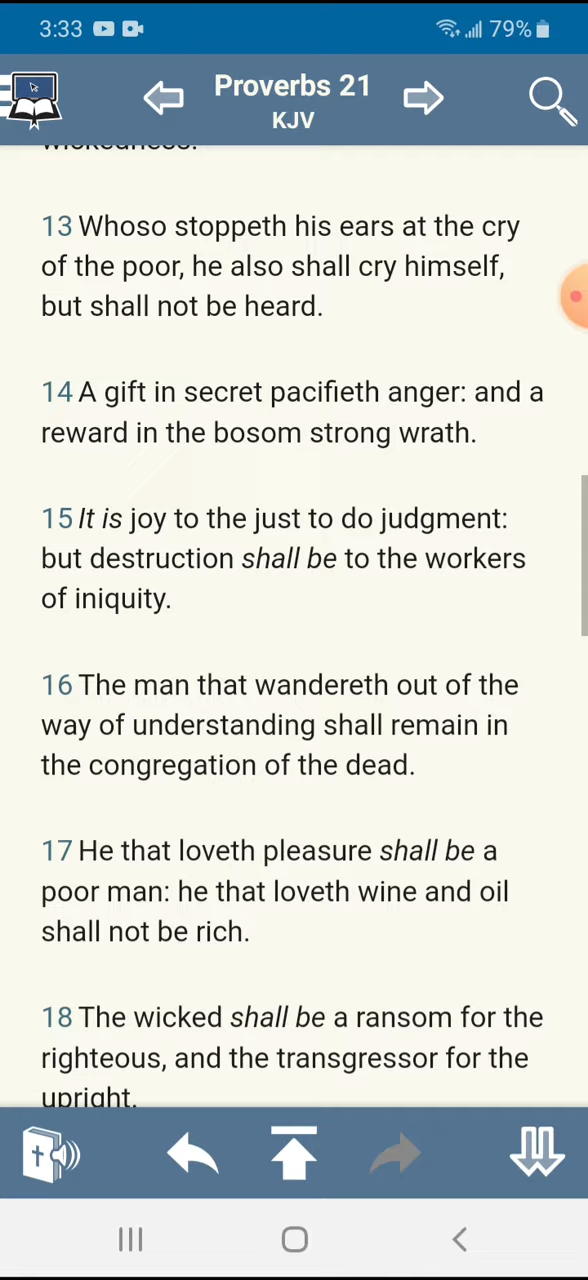 3:33
79%
Proverbs 21
KJV
wickedness.
13 Whoso stoppeth his ears at the cry
of the poor, he also shall cry himself,
but shall not be heard.
14 A gift in secret pacifieth anger: and a
reward in the bosom strong wrath.
15 It is joy to the just to do judgment:
but destruction shall be to the workers
of iniquity.
16 The man that wandereth out of the
way of understanding shall remain in
the congregation of the dead.
17 He that loveth pleasure shall be a
poor man: he that loveth wine and oil
shall not be rich.
18 The wicked shall be a ransom for the
righteous, and the transgressor for the
upright.